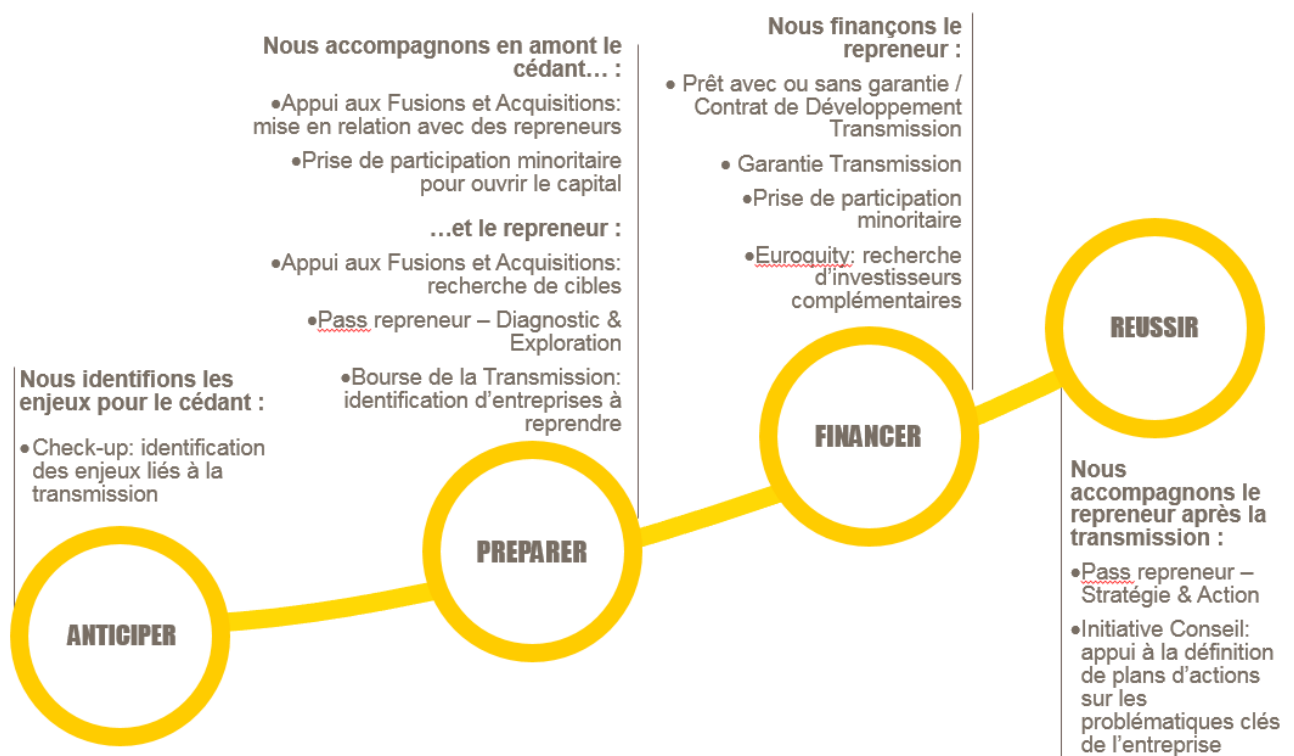 Nous identifions les
enjeux pour le cédant :
•Check-up: identification
des enjeux liés à la
transmission
ANTICIPER
Nous accompagnons en amont le
cédant… :
•Appui aux Fusions et Acquisitions:
mise en relation avec des repreneurs
•Prise de participation minoritaire
pour ouvrir le capital
…et le repreneur :
•Appui aux Fusions et Acquisitions:
recherche de cibles
•Pass repreneur – Diagnostic &
Exploration
•Bourse de la Transmission:
identification d’entreprises à
reprendre
PREPARER
Nous finançons le
repreneur :
• Prêt avec ou sans garantie /
Contrat de Développement
Transmission
• Garantie Transmission
•Prise de participation
minoritaire
•Euroquity: recherche
d’investisseurs
complémentaires
FINANCER
REUSSIR
Nous
accompagnons le
repreneur après la
transmission :
•Pass repreneur –
Stratégie & Action
•Initiative Conseil:
appui à la définition
de plans d’actions
sur les
problématiques clés
de l’entreprise